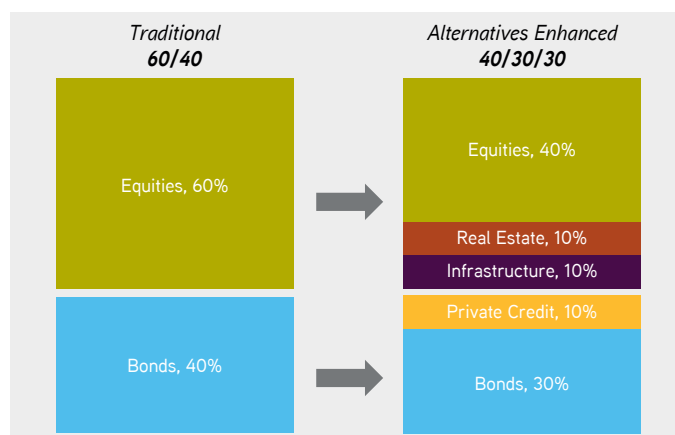 Traditional
60/40
Alternatives Enhanced
40/30/30
Equities, 60%
Bonds, 40%
Equities, 40%
Real Estate, 10%
Infrastructure, 10%
Private Credit, 10%
Bonds, 30%